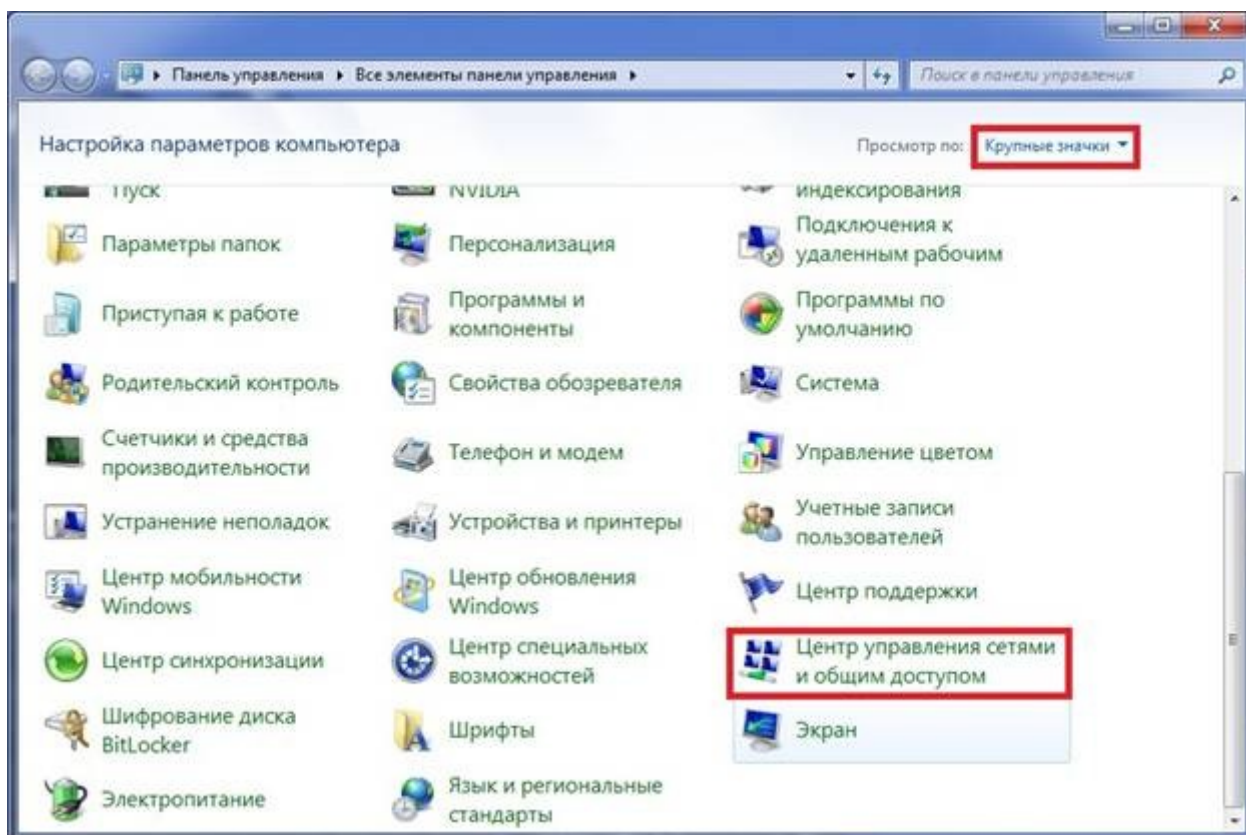 Панель управления ▸ Все элементы панели управления ▸
Поиск в панели управления
Настройка параметров компьютера
Просмотр по: Крупные значки
Пуск
NVIDIA
индексирования
Параметры папок
Персонализация
Подключения к
удаленным рабочим
Приступая к работе
Программы и
компоненты
Программы по
умолчанию
Родительский контроль
Свойства обозревателя
Система
Счетчики и средства
производительности
Телефон и модем
Управление цветом
Устранение неполадок
Устройства и принтеры
Учетные записи
пользователей
Центр мобильности
Windows
Центр обновления
Windows
Центр поддержки
Центр синхронизации
Центр специальных
возможностей
Центр управления сетями
и общим доступом
Шифрование диска
BitLocker
Шрифты
Экран
Электропитание
Язык и региональные
стандарты